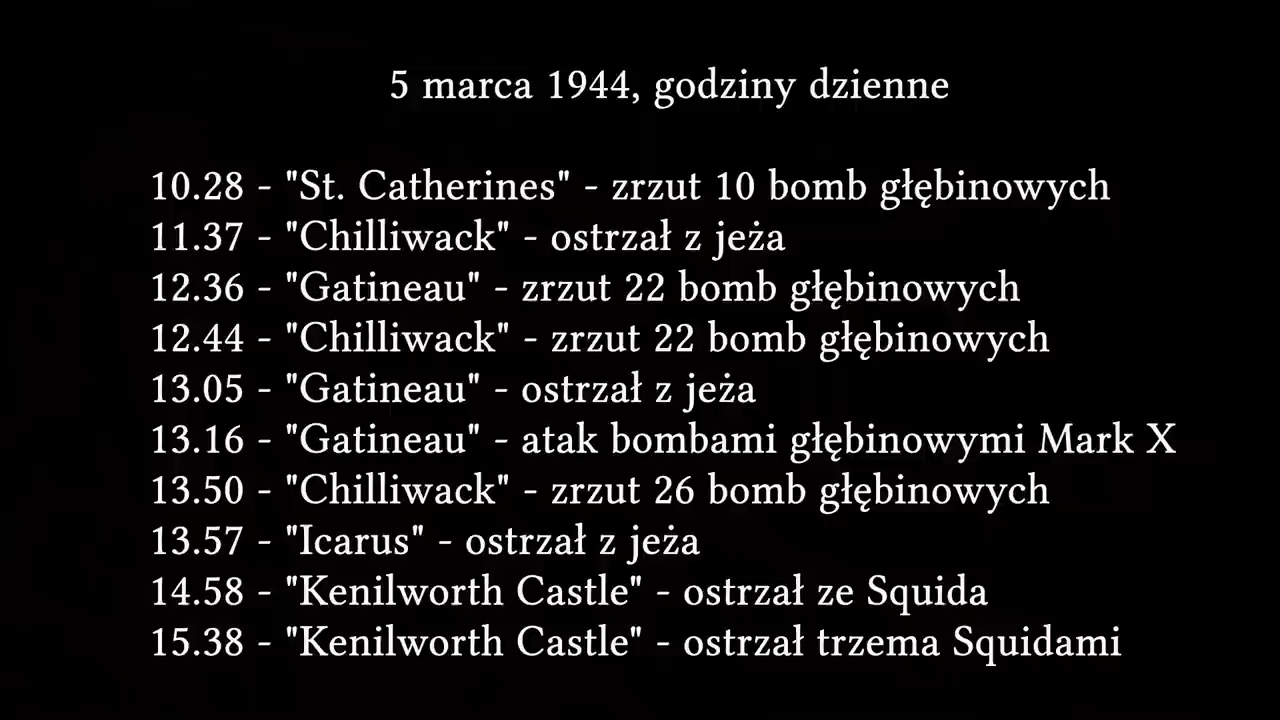 5 marca 1944, godziny dzienne
10.28 - "St. Catherines" - zrzut 10 bomb głębinowych
11.37 - "Chilliwack" - ostrzał z jeża
12.36 - "Gatineau" - zrzut 22 bomb głębinowych
12.44 - "Chilliwack" - zrzut 22 bomb głębinowych
13.05 - "Gatineau" - ostrzał z jeża
13.16 - "Gatineau" - atak bombami głębinowymi Mark X
13.50 - "Chilliwack" - zrzut 26 bomb głębinowych
13.57 - "Icarus" - ostrzał z jeża
14.58 - "Kenilworth Castle" - ostrzał ze Squida
15.38 - "Kenilworth Castle" - ostrzał trzema Squidami